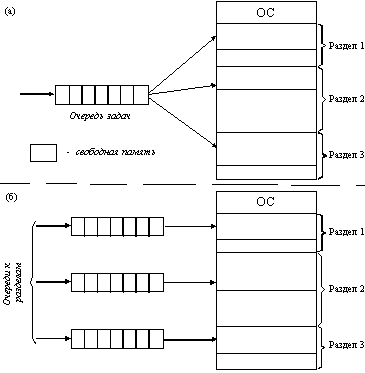 (а)
ОС
Раздел 1
Раздел 2
Очередь задач
- свободная память
Раздел 3
(б)
ОС
Раздел 1
Очереди к
разделам
Раздел 2
Раздел 3